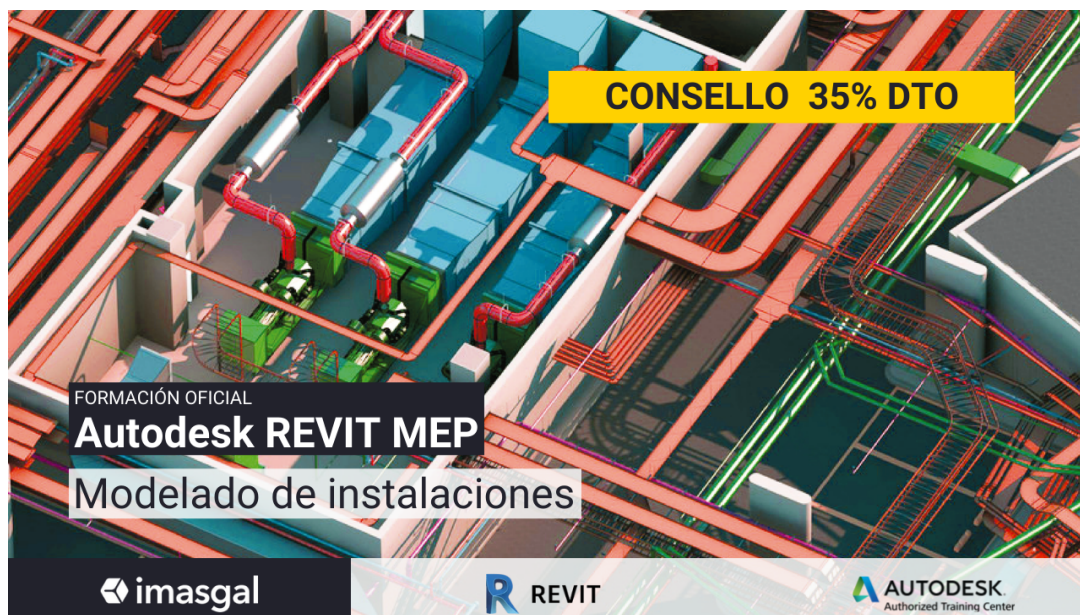 CONSELLO 35% DTO
FORMACIÓN OFICIAL
Autodesk REVIT MEP
Modelado de instalaciones
imasgal
R REVIT
AUTODESK
Authorized Training Center